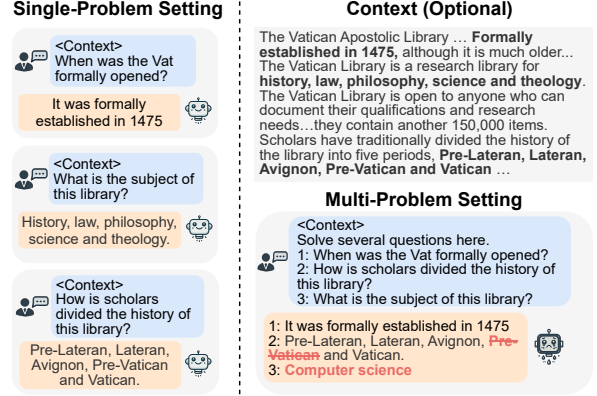 Single-Problem Setting
<Context>
When was the Vat
formally opened?
It was formally
established in 1475
<Context>
What is the subject of
this library?
History, law, philosophy,
science and theology.
<Context>
How is scholars
divided the history of
this library?
Pre-Lateran, Lateran,
Avignon, Pre-Vatican
and Vatican.
Context (Optional)
The Vatican Apostolic Library … Formally
established in 1475, although it is much older...
The Vatican Library is a research library for
history, law, philosophy, science and theology.
The Vatican Library is open to anyone who can
document their qualifications and research
needs…they contain another 150,000 items.
Scholars have traditionally divided the history of
the library into five periods, Pre-Lateran, Lateran,
Avignon, Pre-Vatican and Vatican …
Multi-Problem Setting
<Context>
Solve several questions here.
1: When was the Vat formally opened?
2: How is scholars divided the history of
this library?
3: What is the subject of this library?
1: It was formally established in 1475
2: Pre-Lateran, Lateran, Avignon, Pre-
Vatican and Vatican.
3: Computer science